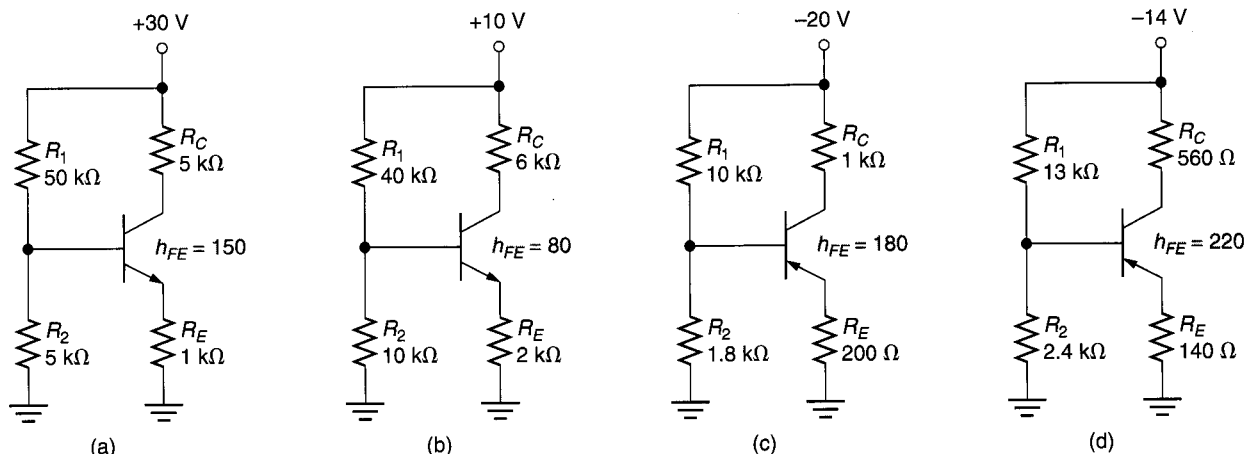 +30 V
R1
50 kΩ
RC
5 kΩ
hFE = 150
R2
5 kΩ
RE
1 kΩ
(a)
+10 V
R1
40 kΩ
RC
6 kΩ
hFE = 80
R2
10 kΩ
RE
2 kΩ
(b)
–20 V
R1
10 kΩ
RC
1 kΩ
hFE = 180
R2
1.8 kΩ
RE
200 Ω
(c)
–14 V
R1
13 kΩ
RC
560 Ω
hFE = 220
R2
2.4 kΩ
RE
140 Ω
(d)